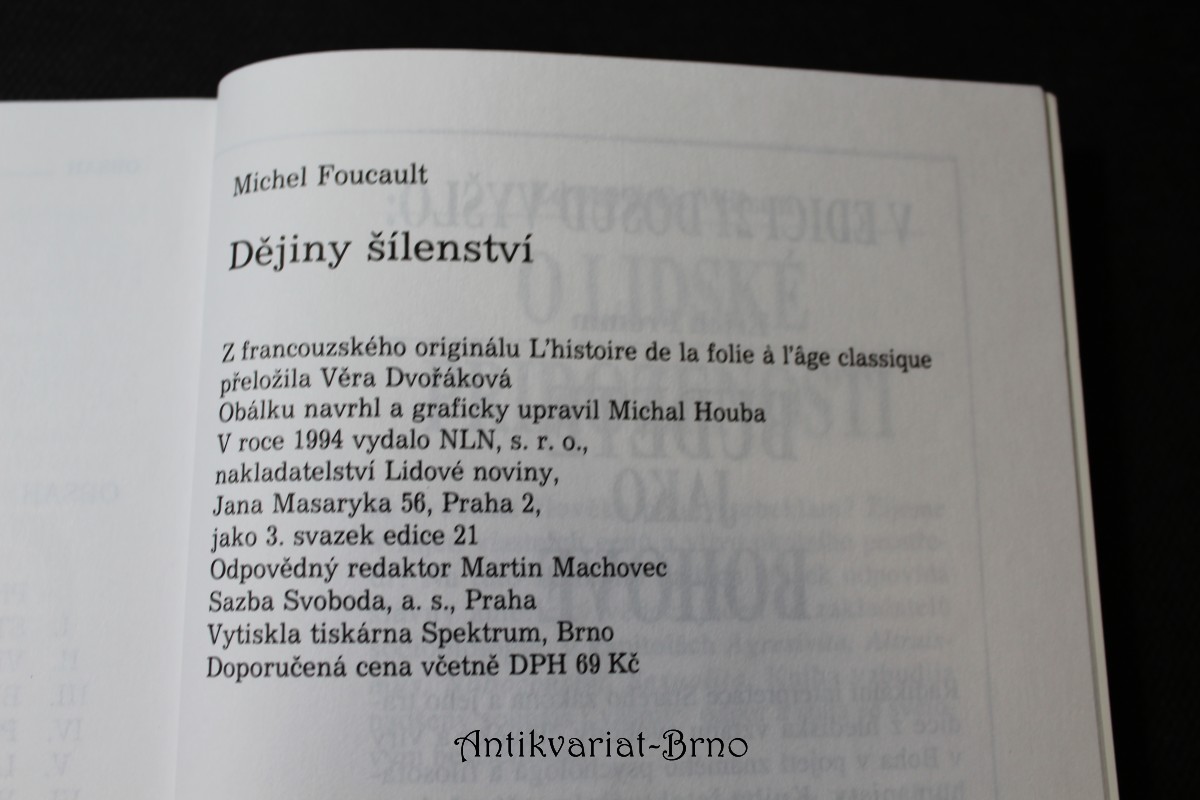 Michel Foucault
Dějiny šílenství
Z francouzského originálu L'histoire de la folie à l'âge classique
přeložila Věra Dvořáková
Obálku navrhl a graficky upravil Michal Houba
V roce 1994 vydalo NLN, s. r. o.,
nakladatelství Lidové noviny,
Jana Masaryka 56, Praha 2,
jako 3. svazek edice 21
Odpovědný redaktor Martin Machovec
Sazba Svoboda, a. s., Praha
Vytiskla tiskárna Spektrum, Brno
Doporučená cena včetně DPH 69 Kč
Antikvariat-Brno